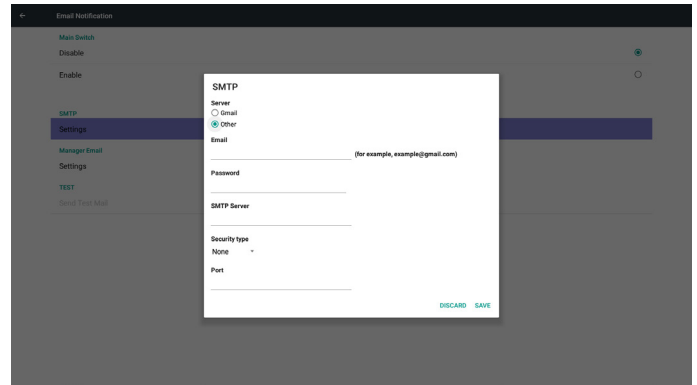 Email Notification
Main Switch
Disable
Enable
SMTP
Settings
Manager Email
Settings
TEST
Send Test Mail
SMTP
Server
Gmail
Other
Email
(for example, example@gmail.com)
Password
SMTP Server
Security type
None
Port
DISCARD SAVE